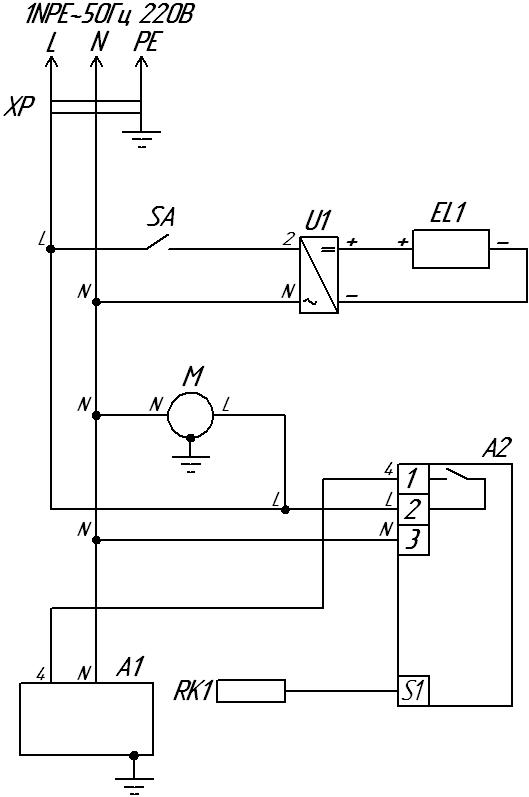 1NPE~50Гц 220В
L N PE
XP
SA
U1
EL1
L
2
+
+
−
N
N
~
−
M
N
N
L
A2
4
1
L
L
2
N
N
3
4
N
A1
RK1
S1